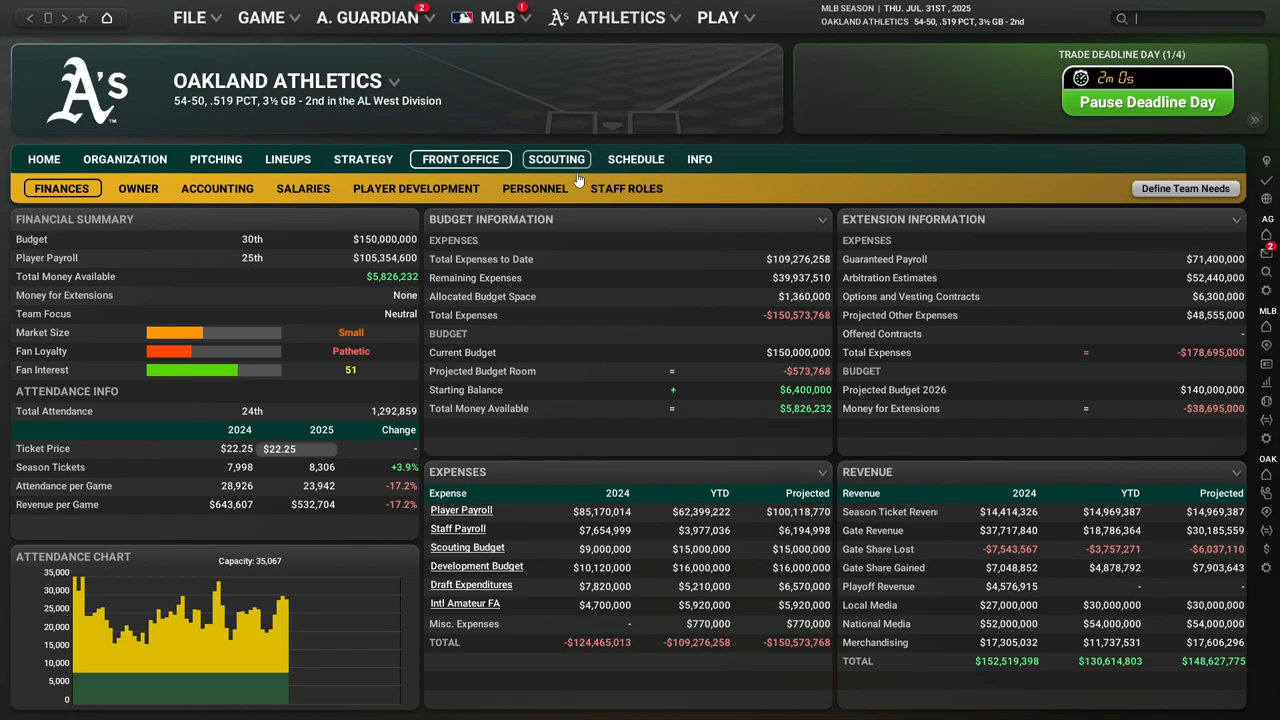 FILE GAME A. GUARDIAN 2 MLB ! A's ATHLETICS PLAY
MLB SEASON | THU. JUL. 31ST , 2025
OAKLAND ATHLETICS 54-50, .519 PCT, 3½ GB - 2nd
A's
OAKLAND ATHLETICS
54-50, .519 PCT, 3½ GB - 2nd in the AL West Division
TRADE DEADLINE DAY (1/4)
2m 0s
Pause Deadline Day
HOME ORGANIZATION PITCHING LINEUPS STRATEGY FRONT OFFICE SCOUTING SCHEDULE INFO
FINANCES OWNER ACCOUNTING SALARIES PLAYER DEVELOPMENT PERSONNEL STAFF ROLES Define Team Needs
FINANCIAL SUMMARY
Budget 30th $150,000,000
Player Payroll 25th $105,354,600
Total Money Available $5,826,232
Money for Extensions None
Team Focus Neutral
Market Size Small
Fan Loyalty Pathetic
Fan Interest 51
ATTENDANCE INFO
Total Attendance 24th 1,292,859
2024 2025 Change
Ticket Price $22.25 $22.25 -
Season Tickets 7,998 8,306 +3.9%
Attendance per Game 28,926 23,942 -17.2%
Revenue per Game $643,607 $532,704 -17.2%
ATTENDANCE CHART
Capacity: 35,067
35,000
30,000
25,000
20,000
15,000
10,000
5,000
0
BUDGET INFORMATION
EXPENSES
Total Expenses to Date $109,276,258
Remaining Expenses $39,937,510
Allocated Budget Space $1,360,000
Total Expenses -$150,573,768
BUDGET
Current Budget $150,000,000
Projected Budget Room = -$573,768
Starting Balance + $6,400,000
Total Money Available = $5,826,232
EXTENSION INFORMATION
EXPENSES
Guaranteed Payroll $71,400,000
Arbitration Estimates $52,440,000
Options and Vesting Contracts $6,300,000
Projected Other Expenses $48,555,000
Offered Contracts -
Total Expenses = -$178,695,000
BUDGET
Projected Budget 2026 $140,000,000
Money for Extensions = -$38,695,000
EXPENSES
Expense 2024 YTD Projected
Player Payroll $85,170,014 $62,399,222 $100,118,770
Staff Payroll $7,654,999 $3,977,036 $6,194,998
Scouting Budget $9,000,000 $15,000,000 $15,000,000
Development Budget $10,120,000 $16,000,000 $16,000,000
Draft Expenditures $7,820,000 $5,210,000 $6,570,000
Intl Amateur FA $4,700,000 $5,920,000 $5,920,000
Misc. Expenses - $770,000 $770,000
TOTAL -$124,465,013 -$109,276,258 -$150,573,768
REVENUE
Revenue 2024 YTD Projected
Season Ticket Reven $14,414,326 $14,969,387 $14,969,387
Gate Revenue $37,717,840 $18,786,364 $30,185,559
Gate Share Lost -$7,543,567 -$3,757,271 -$6,037,110
Gate Share Gained $7,048,852 $4,878,792 $7,903,643
Playoff Revenue $4,576,915 - -
Local Media $27,000,000 $30,000,000 $30,000,000
National Media $52,000,000 $54,000,000 $54,000,000
Merchandising $17,305,032 $11,737,531 $17,606,296
TOTAL $152,519,398 $130,614,803 $148,627,775
AG
2
MLB
OAK